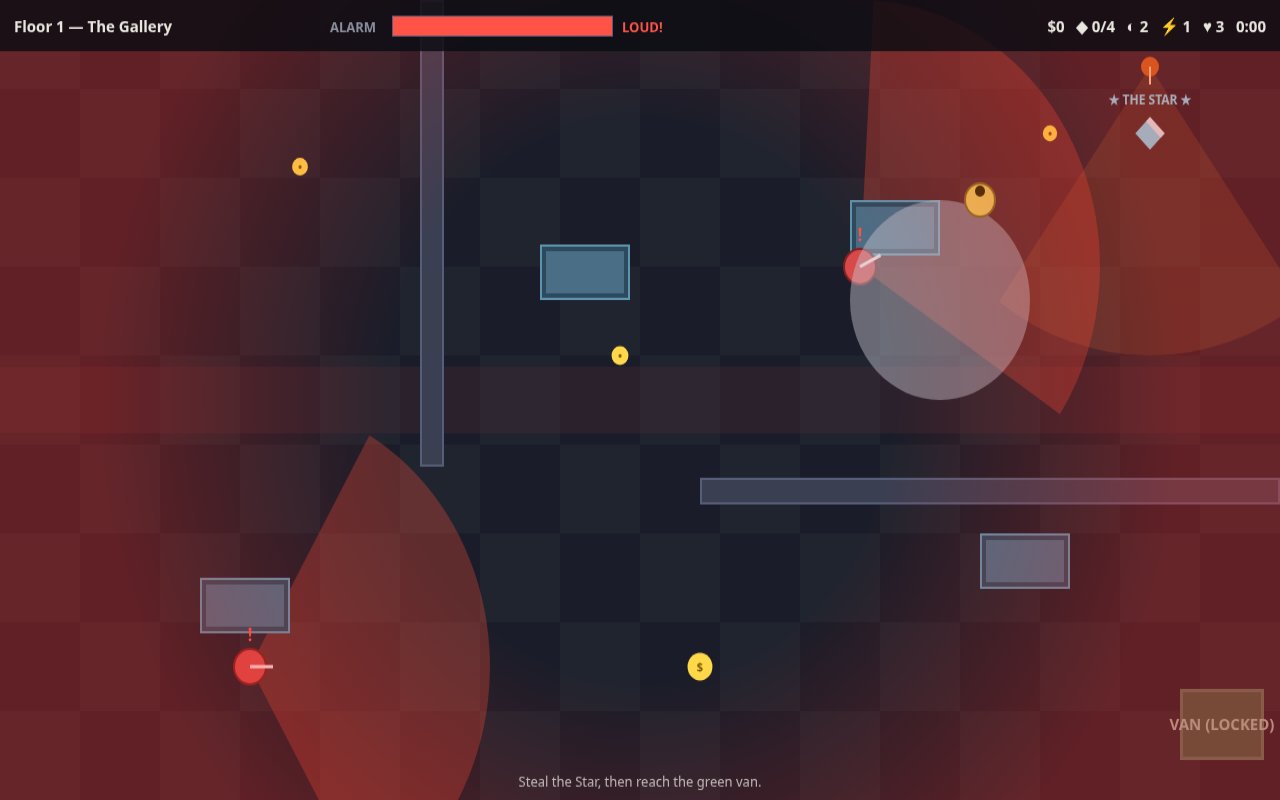 Floor 1 — The Gallery
ALARM LOUD!
$0 ◆ 0/4 ◖ 2 ⚡ 1 ♥ 3 0:00
★ THE STAR ★
!
!
$
VAN (LOCKED)
Steal the Star, then reach the green van.